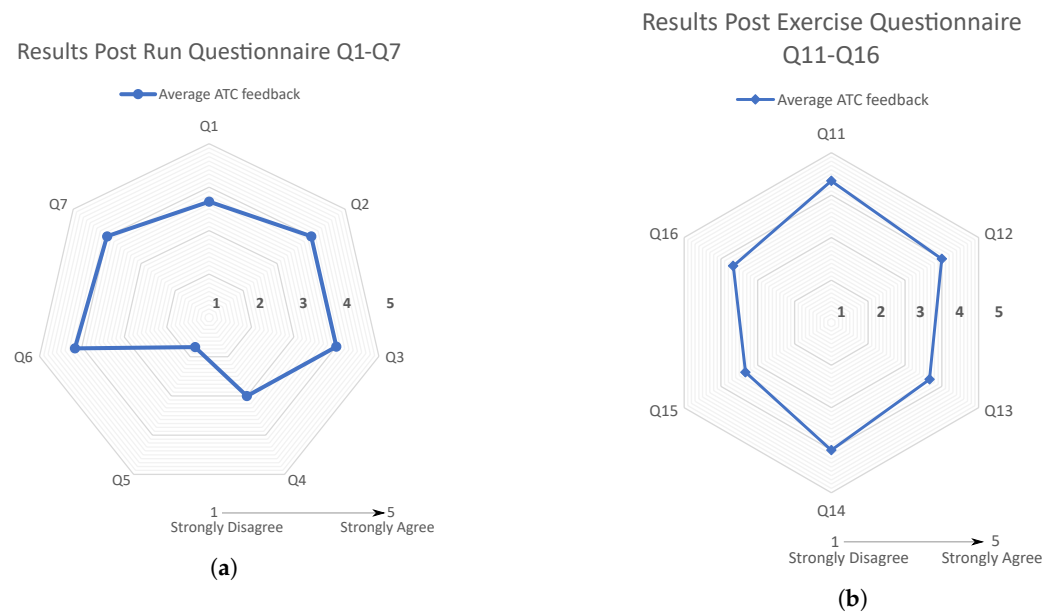 Results Post Run Questionnaire Q1-Q7
Average ATC feedback
Q1
Q2
Q3
Q4
Q5
Q6
Q7
1 2 3 4 5
1 5
Strongly Disagree Strongly Agree
(a)
Results Post Exercise Questionnaire
Q11-Q16
Average ATC feedback
Q11
Q12
Q13
Q14
Q15
Q16
1 2 3 4 5
1 5
Strongly Disagree Strongly Agree
(b)